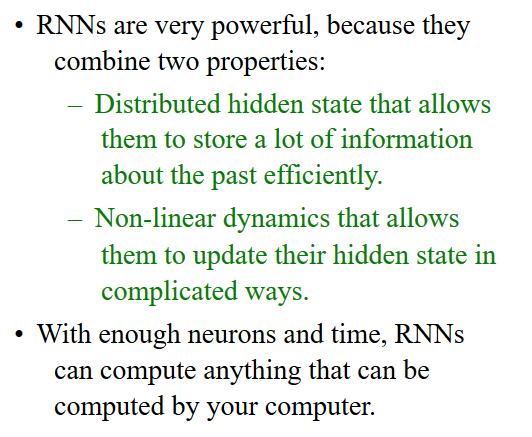 • RNNs are very powerful, because they
combine two properties:
– Distributed hidden state that allows
them to store a lot of information
about the past efficiently.
– Non-linear dynamics that allows
them to update their hidden state in
complicated ways.
• With enough neurons and time, RNNs
can compute anything that can be
computed by your computer.